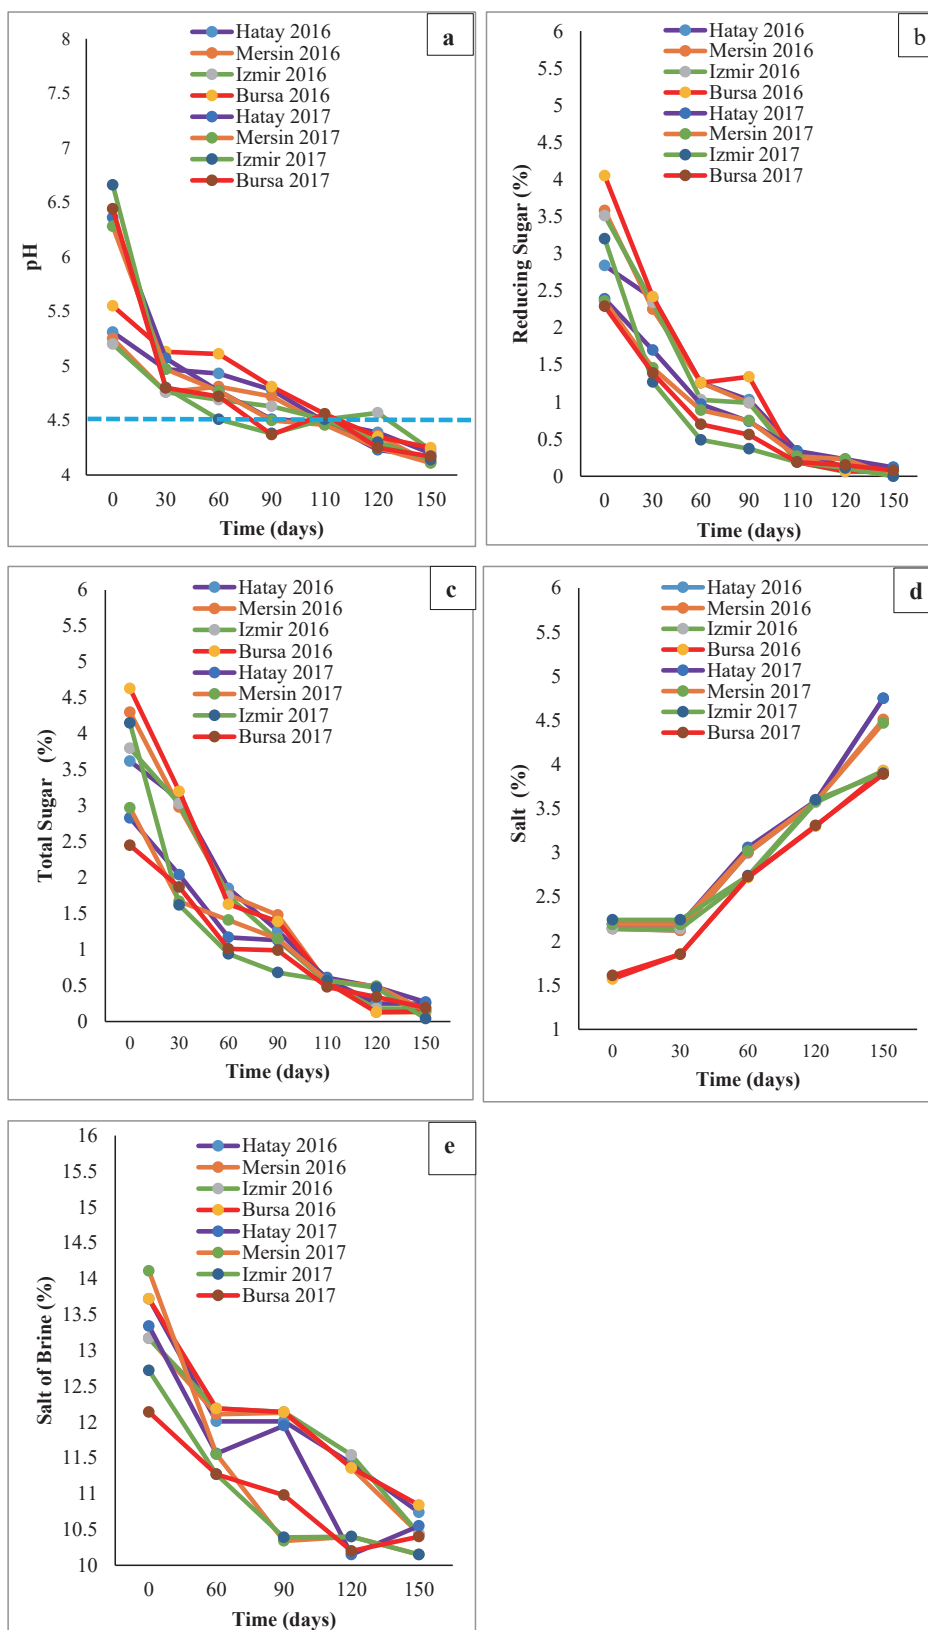 a
8
7.5
7
6.5
6
5.5
5
4.5
4
pH
Hatay 2016
Mersin 2016
Izmir 2016
Bursa 2016
Hatay 2017
Mersin 2017
Izmir 2017
Bursa 2017
0 30 60 90 110 120 150
Time (days)
b
6
5.5
5
4.5
4
3.5
3
2.5
2
1.5
1
0.5
0
Reducing Sugar (%)
Hatay 2016
Mersin 2016
Izmir 2016
Bursa 2016
Hatay 2017
Mersin 2017
Izmir 2017
Bursa 2017
0 30 60 90 110 120 150
Time (days)
c
6
5.5
5
4.5
4
3.5
3
2.5
2
1.5
1
0.5
0
Total Sugar (%)
Hatay 2016
Mersin 2016
Izmir 2016
Bursa 2016
Hatay 2017
Mersin 2017
Izmir 2017
Bursa 2017
0 30 60 90 110 120 150
Time (days)
d
6
5.5
5
4.5
4
3.5
3
2.5
2
1.5
1
Salt (%)
Hatay 2016
Mersin 2016
Izmir 2016
Bursa 2016
Hatay 2017
Mersin 2017
Izmir 2017
Bursa 2017
0 30 60 120 150
Time (days)
e
16
15.5
15
14.5
14
13.5
13
12.5
12
11.5
11
10.5
10
Salt of Brine (%)
Hatay 2016
Mersin 2016
Izmir 2016
Bursa 2016
Hatay 2017
Mersin 2017
Izmir 2017
Bursa 2017
0 60 90 120 150
Time (days)